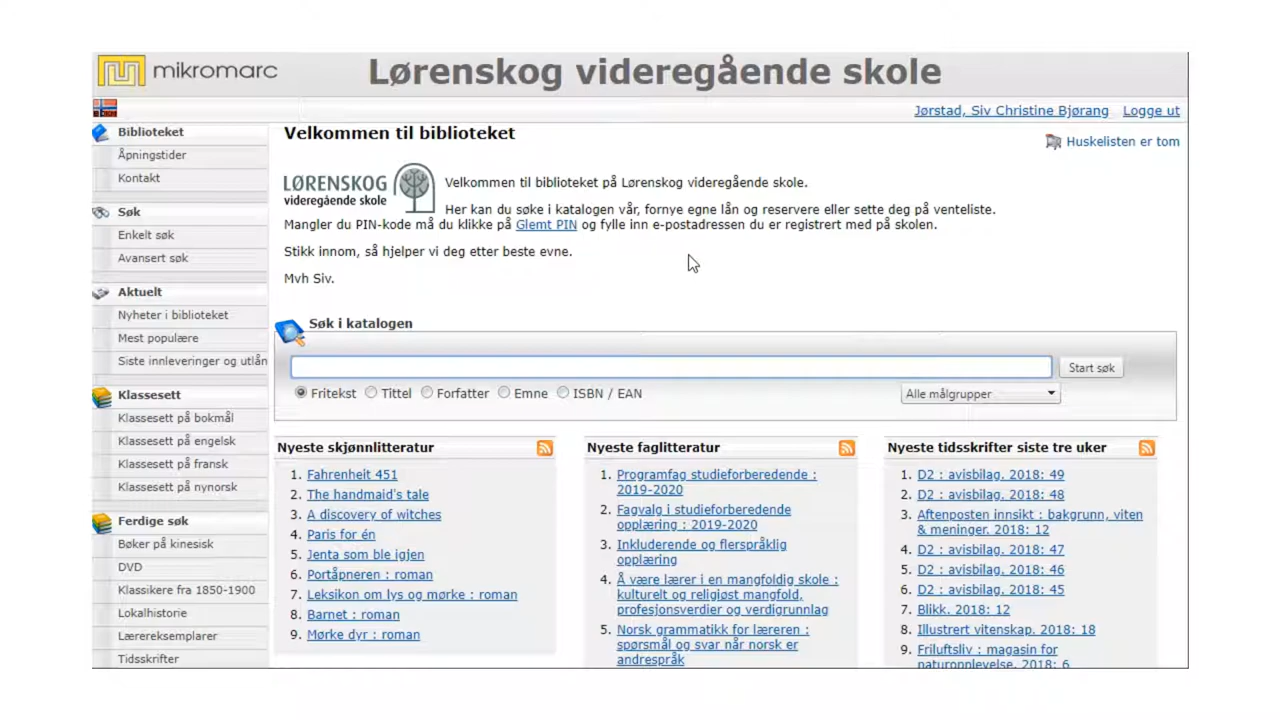 mikromarc
Lørenskog videregående skole
Jørstad, Siv Christine Bjørang Logge ut
Huskelisten er tom
Biblioteket
Åpningstider
Kontakt
Søk
Enkelt søk
Avansert søk
Aktuelt
Nyheter i biblioteket
Mest populære
Siste innleveringer og utlån
Klassesett
Klassesett på bokmål
Klassesett på engelsk
Klassesett på fransk
Klassesett på nynorsk
Ferdige søk
Bøker på kinesisk
DVD
Klassikere fra 1850-1900
Lokalhistorie
Lærereksemplarer
Tidsskrifter
Velkommen til biblioteket
LØRENSKOG
videregående skole
Velkommen til biblioteket på Lørenskog videregående skole.
Her kan du søke i katalogen vår, fornye egne lån og reservere eller sette deg på venteliste.
Mangler du PIN-kode må du klikke på Glemt PIN og fylle inn e-postadressen du er registrert med på skolen.
Stikk innom, så hjelper vi deg etter beste evne.
Mvh Siv.
Søk i katalogen
Start søk
Fritekst Tittel Forfatter Emne ISBN / EAN
Alle målgrupper
Nyeste skjønnlitteratur
1. Fahrenheit 451
2. The handmaid's tale
3. A discovery of witches
4. Paris for én
5. Jenta som ble igjen
6. Portåpneren : roman
7. Leksikon om lys og mørke : roman
8. Barnet : roman
9. Mørke dyr : roman
Nyeste faglitteratur
1. Programfag studieforberedende :
2019-2020
2. Fagvalg i studieforberedende
opplæring : 2019-2020
3. Inkluderende og flerspråklig
opplæring
4. Å være lærer i en mangfoldig skole :
kulturelt og religiøst mangfold,
profesjonsverdier og verdigrunnlag
5. Norsk grammatikk for læreren :
spørsmål og svar når norsk er
andrespråk
Nyeste tidsskrifter siste tre uker
1. D2 : avisbilag. 2018: 49
2. D2 : avisbilag. 2018: 48
3. Aftenposten innsikt : bakgrunn, viten
& meninger. 2018: 12
4. D2 : avisbilag. 2018: 47
5. D2 : avisbilag. 2018: 46
6. D2 : avisbilag. 2018: 45
7. Blikk. 2018: 12
8. Illustrert vitenskap. 2018: 18
9. Friluftsliv : magasin for
naturopplevelse. 2018: 6